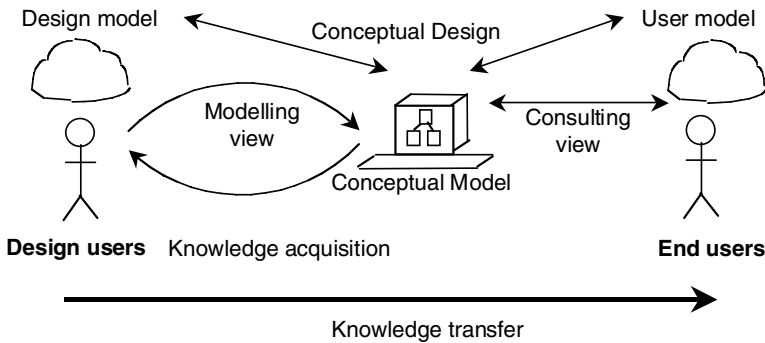 Design model
Conceptual Design
User model
Modelling
view
Consulting
view
Conceptual Model
Design users
Knowledge acquisition
End users
Knowledge transfer